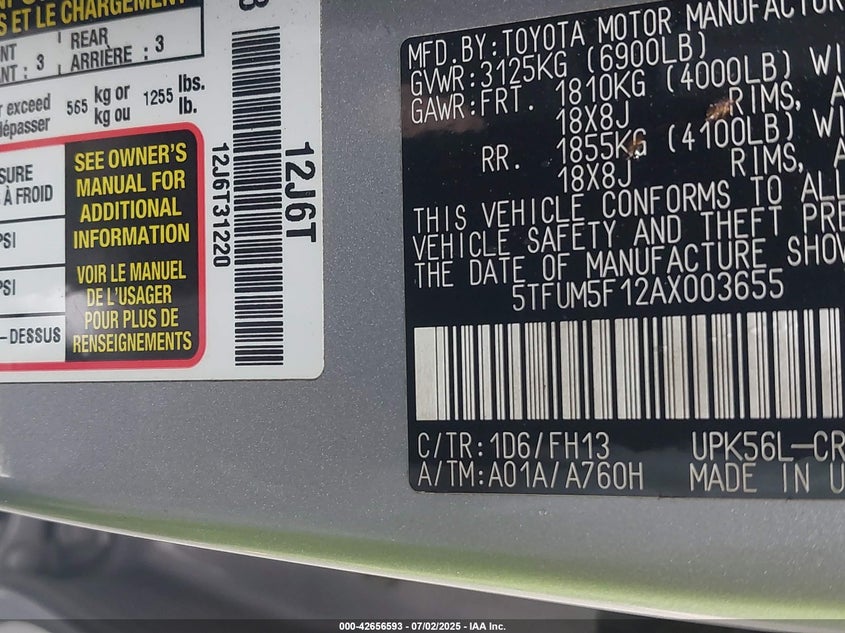 S ET LE CHARGEMENT
NT : 3
REAR
ARRIÈRE : 3
r exceed
dépasser
565 kg or
kg ou
1255 lbs.
lb.
SURE
À FROID
PSI
PSI
-DESSUS
SEE OWNER'S
MANUAL FOR
ADDITIONAL
INFORMATION
VOIR LE MANUEL
DE L'USAGER
POUR PLUS DE
RENSEIGNEMENTS
12J6T31220
12J6T
MFD.BY:TOYOTA MOTOR MANUFACTUR
GVWR:3125KG (6900LB)
GAWR:FRT. 1810KG (4000LB) WI
18X8J RIMS, A
RR. 1855KG (4100LB) WI
18X8J RIMS, A
THIS VEHICLE CONFORMS TO ALL
VEHICLE SAFETY AND THEFT PRE
THE DATE OF MANUFACTURE SHOW
5TFUM5F12AX003655
C/TR:1D6/FH13 UPK56L-CR
A/TM:A01A/A760H MADE IN U
000-42656593 / 07/02/2025 - IAA Inc.